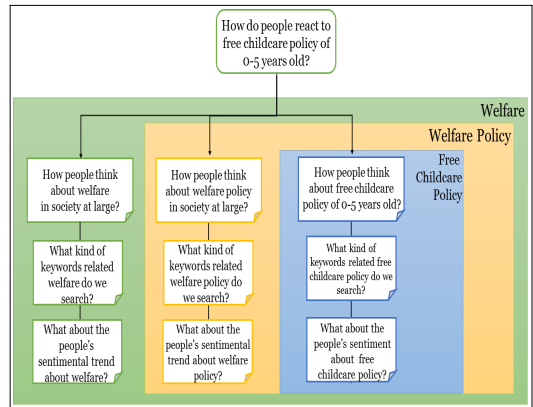 How do people react to
free childcare policy of
0-5 years old?
Welfare
Welfare Policy
Free
Childcare
Policy
How people think
about welfare
in society at large?
What kind of
keywords related
welfare do we
search?
What about the
people's
sentimental trend
about welfare?
How people think
about welfare policy
in society at large?
What kind of
keywords related
welfare policy do
we search?
What about the
people's sentimental
trend about welfare
policy?
How people think
about free childcare
policy of 0-5 years old?
What kind of
keywords related free
childcare policy do we
search?
What about the
people's sentiment
about free
childcare policy?